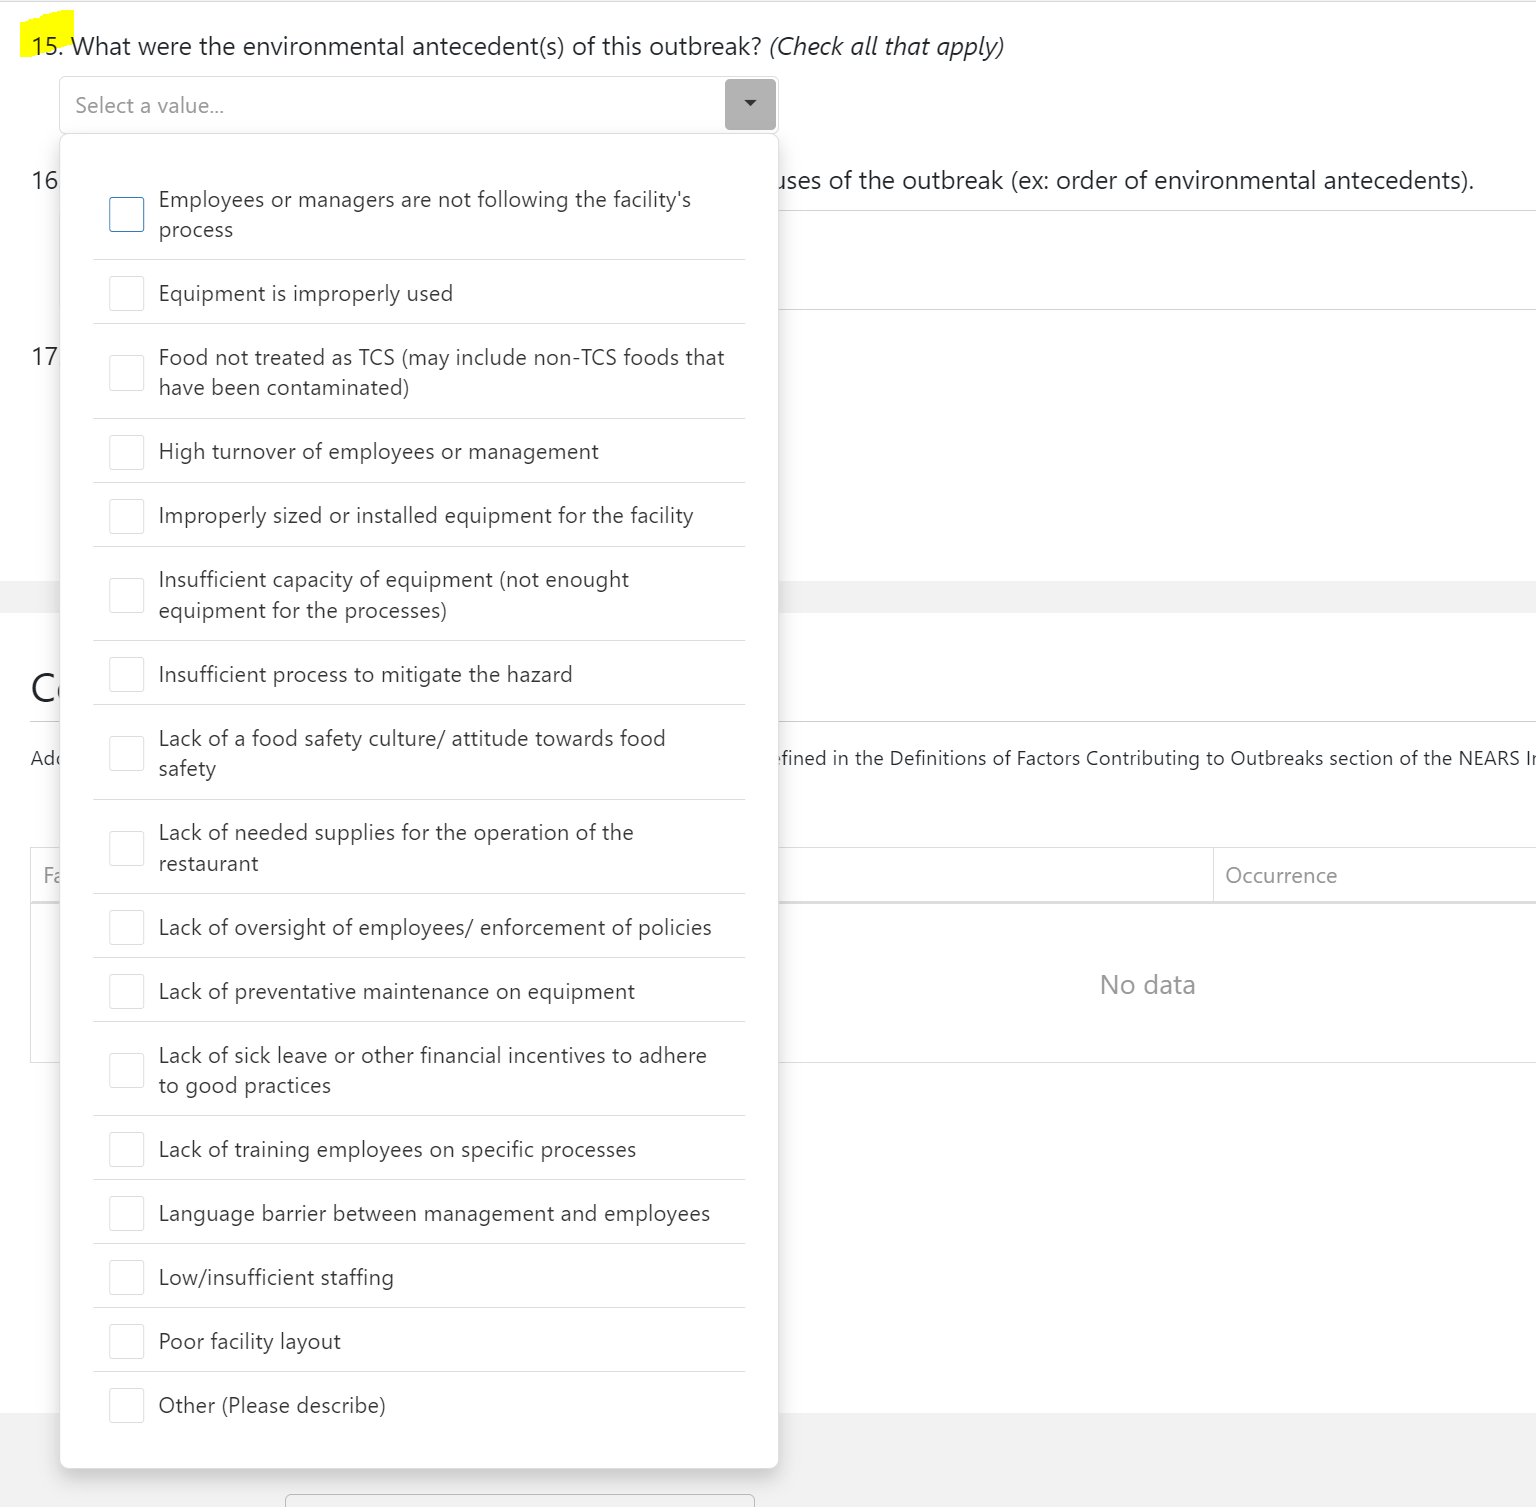 15. What were the environmental antecedent(s) of this outbreak? (Check all that apply)
Select a value...
16
uses of the outbreak (ex: order of environmental antecedents).
Employees or managers are not following the facility's
process
Equipment is improperly used
17
Food not treated as TCS (may include non-TCS foods that
have been contaminated)
High turnover of employees or management
Improperly sized or installed equipment for the facility
Insufficient capacity of equipment (not enought
equipment for the processes)
Insufficient process to mitigate the hazard
Lack of a food safety culture/ attitude towards food
safety
fined in the Definitions of Factors Contributing to Outbreaks section of the NEARS
Lack of needed supplies for the operation of the
restaurant
Occurrence
Lack of oversight of employees/ enforcement of policies
No data
Lack of preventative maintenance on equipment
Lack of sick leave or other financial incentives to adhere
to good practices
Lack of training employees on specific processes
Language barrier between management and employees
Low/insufficient staffing
Poor facility layout
Other (Please describe)